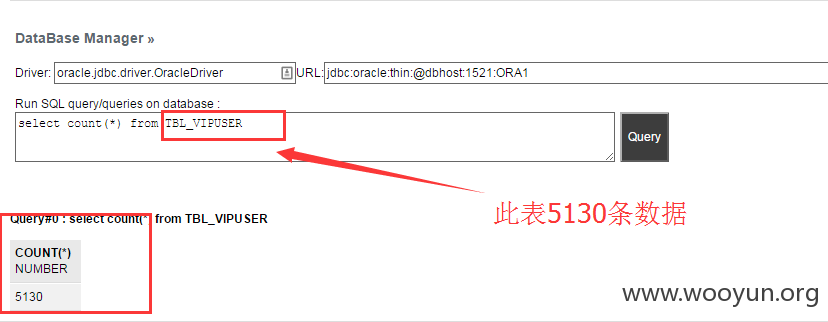 DataBase Manager »
Driver: oracle.jdbc.driver.OracleDriver URL: jdbc:oracle:thin:@dbhost:1521:ORA1
Run SQL query/queries on database :
select count(*) from TBL_VIPUSER
Query
此表5130条数据
Query#0 : select count(* from TBL_VIPUSER
COUNT(*)
NUMBER
5130
www.wooyun.org